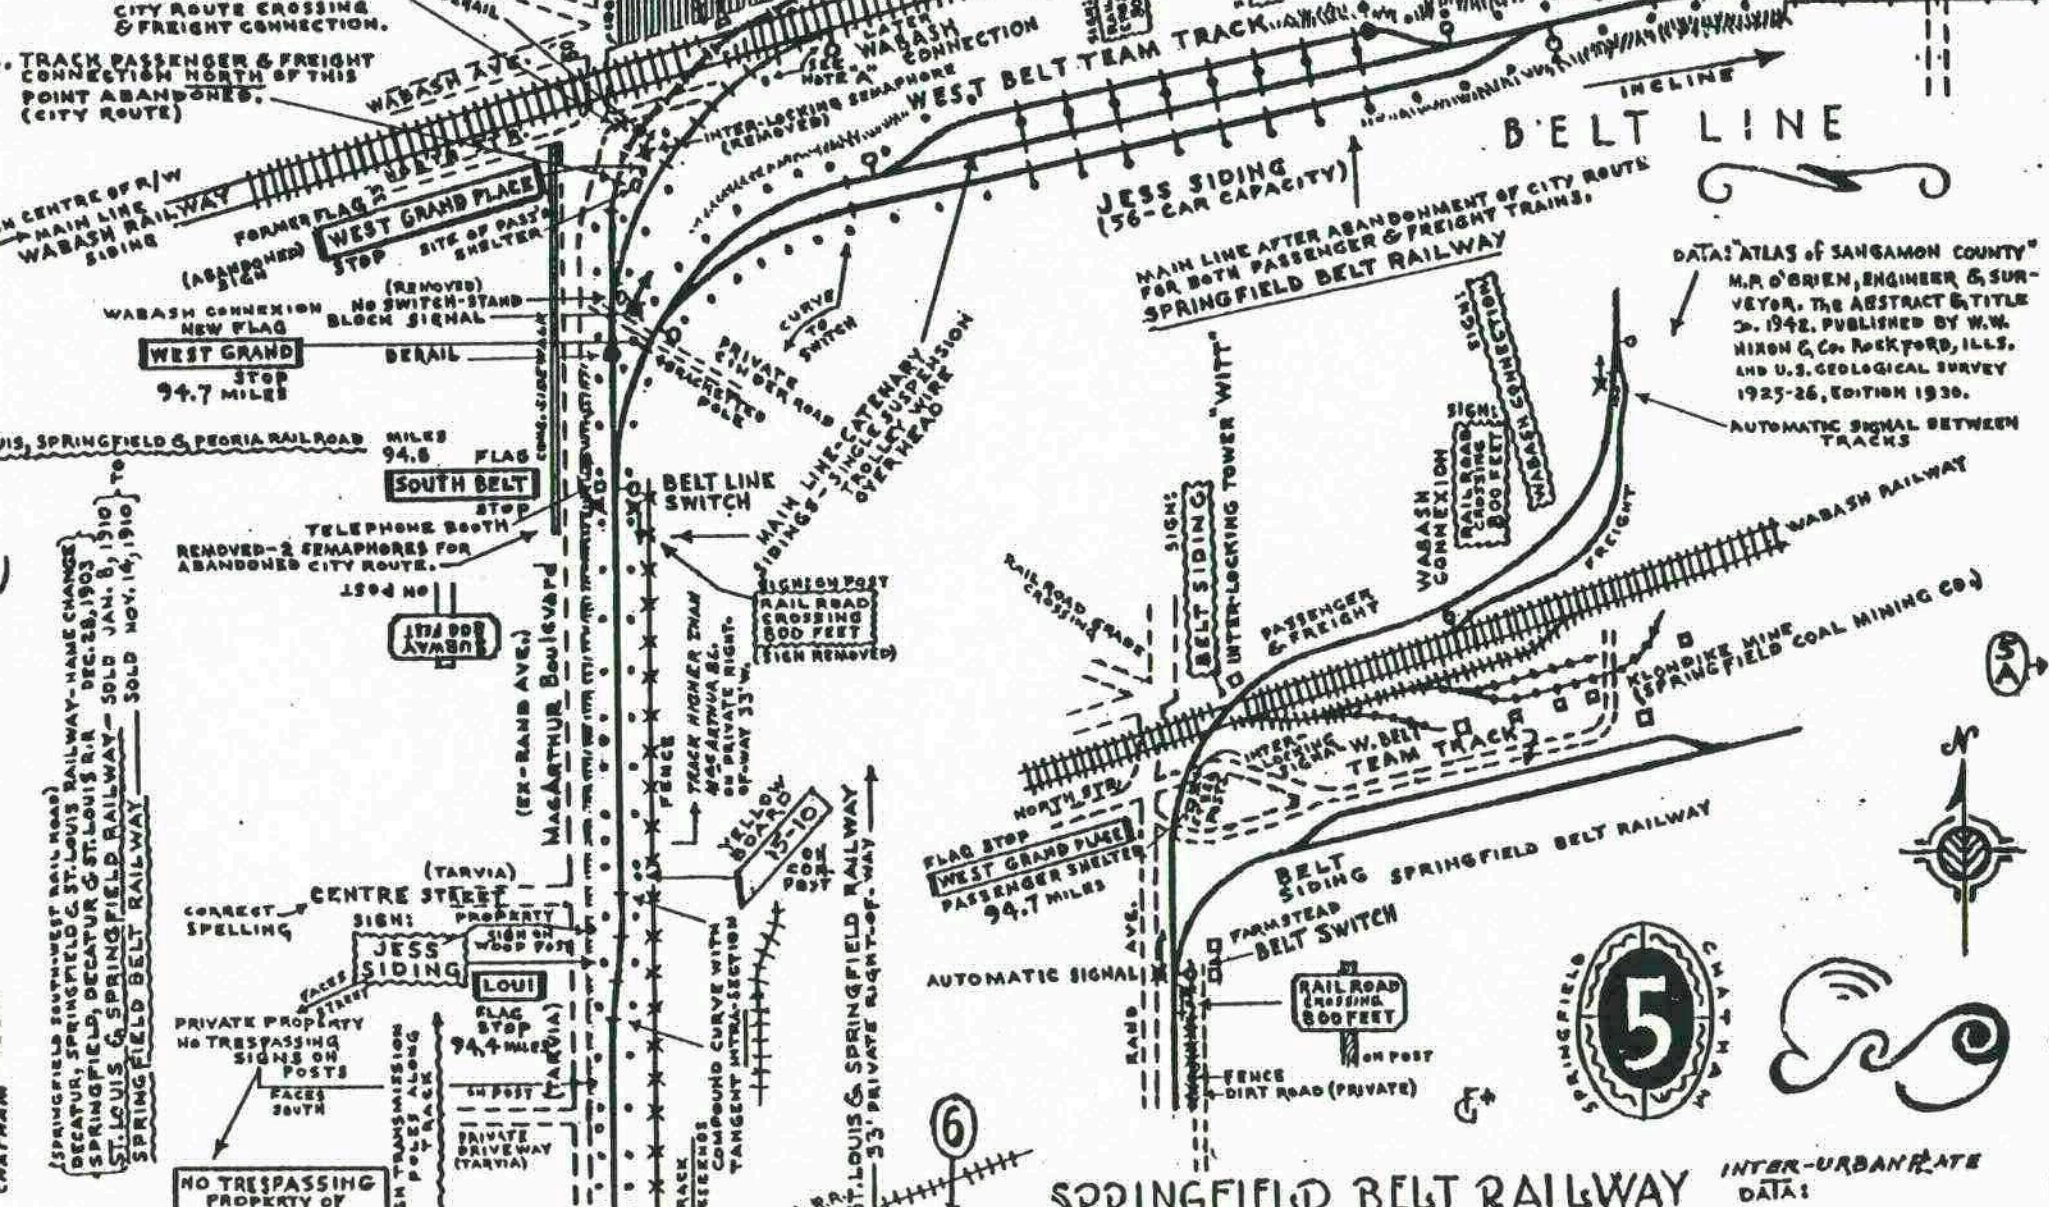 CITY ROUTE CROSSING
& FREIGHT CONNECTION.
TRACK PASSENGER & FREIGHT
CONNECTION NORTH OF THIS
POINT ABANDONED.
(CITY ROUTE)
WABASH AVE.
CENTRE OF R/W
MAIN LINE
WABASH RAILWAY
SIDING
FORMER FLAG
WEST GRAND PLACE
STOP
(ABANDONED)
SIGN
SITE OF PAST
SHELTER
LATER
WABASH
CONNECTION
SEE
NOTE "A"
INTER-LOCKING SEMAPHORE
(REMOVED)
WEST BELT TEAM TRACK
INCLINE
BELT LINE
JESS SIDING
(56-CAR CAPACITY)
MAIN LINE AFTER ABANDONMENT OF CITY ROUTE
FOR BOTH PASSENGER & FREIGHT TRAINS.
SPRINGFIELD BELT RAILWAY
DATA: "ATLAS of SANGAMON COUNTY"
M.P. O'BRIEN, ENGINEER & SUR-
VEYOR. THE ABSTRACT & TITLE
Co. 1942. PUBLISHED BY W.W.
NIXON & Co. ROCKFORD, ILLS.
AND U.S. GEOLOGICAL SURVEY
1925-26, EDITION 1930.
AUTOMATIC SIGNAL BETWEEN
TRACKS
(REMOVED)
NO SWITCH-STAND
BLOCK SIGNAL
WABASH CONNEXION
NEW FLAG
WEST GRAND
STOP
94.7 MILES
DERAIL
CONC. SIDEWALK
PRIVATE
CINDER ROAD
BRACKETTED
POLE
CURVE
TO
SWITCH
MAIN LINE-CATENARY
SIDINGS-SINGLE SUSPENSION
TROLLEY WIRE
OVERHEAD
SPRINGFIELD & PEORIA RAILROAD
MILES
94.6
FLAG
SOUTH BELT
STOP
TELEPHONE BOOTH
REMOVED-2 SEMAPHORES FOR
ABANDONED CITY ROUTE.
BELT LINE
SWITCH
SIGN ON POST
RAIL ROAD
CROSSING
800 FEET
(SIGN REMOVED)
ON POST
SUBWAY
800 FEET
(EX-RAND AVE.)
MacARTHUR Boulevard
FENCE
TRACK HIGHER THAN
MACARTHUR BL.
ON PRIVATE RIGHT-
OF-WAY 33' W.
YELLOW
BOARD
15-10
ON
CON.
POST
(SPRINGFIELD SOUTH-WEST RAIL ROAD)
DECATUR, SPRINGFIELD & ST.LOUIS RAILWAY-NAME CHANGE
SPRINGFIELD, DECATUR & ST.LOUIS R.R. DEC. 28, 1903
ST.LOUIS & SPRINGFIELD RAILWAY - SOLD JAN. 8, 1910
SPRINGFIELD BELT RAILWAY - SOLD NOV. 14, 1910
TO
(TARVIA)
CENTRE STREET
CORRECT
SPELLING
SIGN:
JESS
SIDING
FACES
STREET
PROPERTY
SIGN ON
WOOD POST
LOUI
FLAG
STOP
94.4 MILES
(TARVIA)
PRIVATE PROPERTY
NO TRESPASSING
SIGNS ON
POSTS
FACES
SOUTH
ON POST
NO TRESPASSING
PROPERTY OF
TRANSMISSION
POLES ALONG
TRACK
PRIVATE
DRIVEWAY
(TARVIA)
COMPOUND CURVE WITH
TANGENT INTRA-SECTION
ST.LOUIS & SPRINGFIELD RAILWAY
33' PRIVATE RIGHT-OF-WAY
6
RAILROAD GRADE
CROSSING
SIGN:
BELT SIDING
INTER-LOCKING TOWER "WITT"
WABASH
CONNEXION
SIGN:
RAILROAD
CROSSING
800 FEET
SIGN:
WABASH CONNECTION
PASSENGER
& FREIGHT
FREIGHT
WABASH RAILWAY
KLONDIKE MINE
(SPRINGFIELD COAL MINING CO.)
INTER-
LOCKING
SIGNAL
W. BELT
TEAM TRACK
5
A
N
NORTH STR.
FLAG STOP
WEST GRAND PLACE
PASSENGER SHELTER
94.7 MILES
BELT
SIDING
SPRINGFIELD BELT RAILWAY
FARMSTEAD
BELT SWITCH
AUTOMATIC SIGNAL
RAND AVE.
RAIL ROAD
CROSSING
800 FEET
ON POST
FENCE
DIRT ROAD (PRIVATE)
SPRINGFIELD
5
CHATHAM
SPRINGFIELD BELT RAILWAY
INTER-URBAN PLATE
DATA: